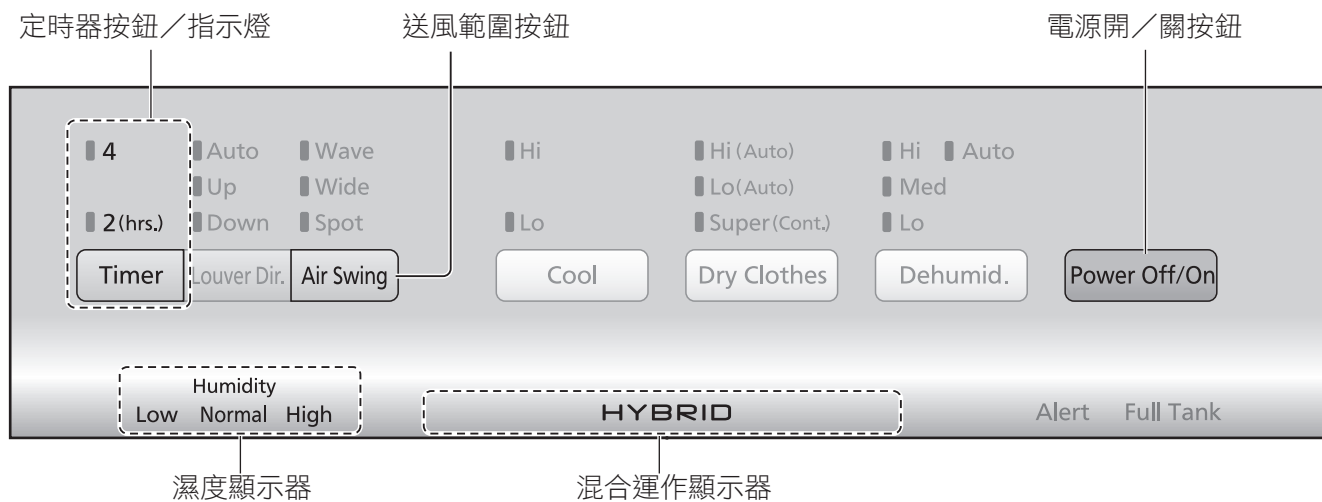 定時器按鈕／指示燈 送風範圍按鈕 電源開／關按鈕
4 Auto Wave Hi Hi (Auto) Hi Auto
Up Wide Lo(Auto) Med
2(hrs.) Down Spot Lo Super(Cont.) Lo
Timer Louver Dir. Air Swing Cool Dry Clothes Dehumid. Power Off/On
Humidity
Low Normal High HYBRID Alert Full Tank
濕度顯示器 混合運作顯示器